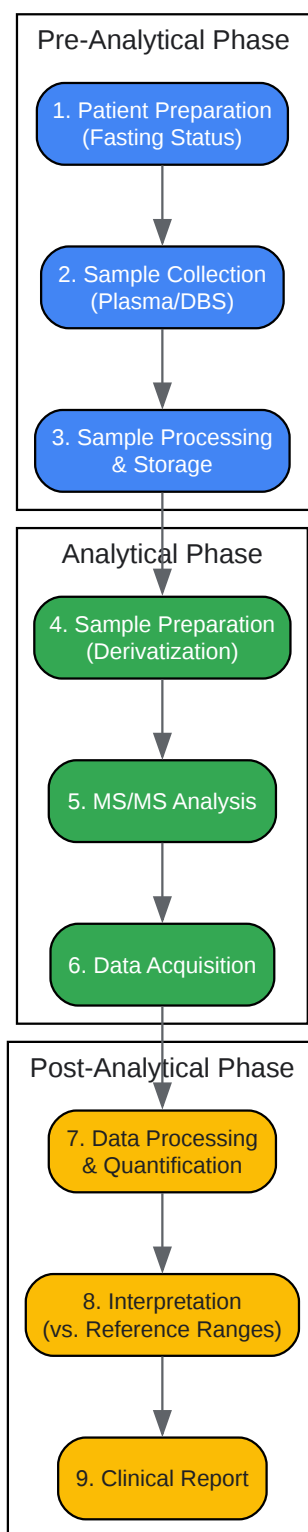 Pre-Analytical Phase
1. Patient Preparation
(Fasting Status)
2. Sample Collection
(Plasma/DBS)
3. Sample Processing
& Storage
Analytical Phase
4. Sample Preparation
(Derivatization)
5. MS/MS Analysis
6. Data Acquisition
Post-Analytical Phase
7. Data Processing
& Quantification
8. Interpretation
(vs. Reference Ranges)
9. Clinical Report